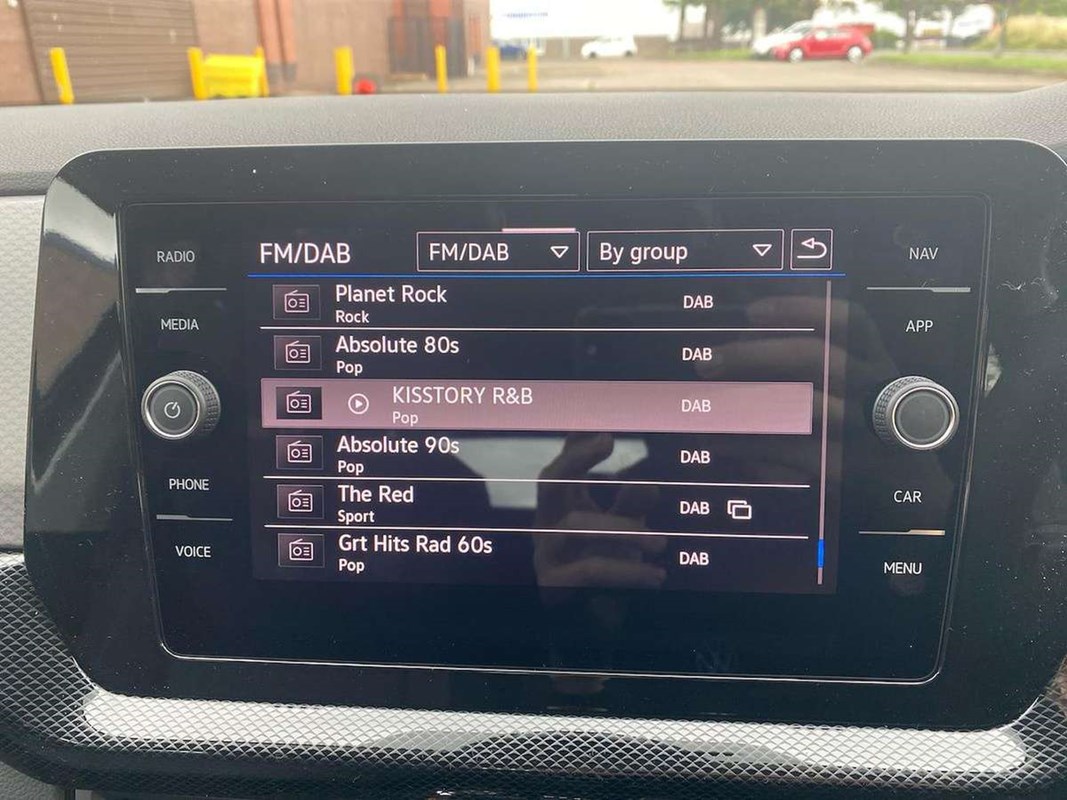 RADIO
MEDIA
PHONE
VOICE
FM/DAB
FM/DAB
By group
Planet Rock
Rock
DAB
Absolute 80s
Pop
DAB
KISSTORY R&B
Pop
DAB
Absolute 90s
Pop
DAB
The Red
Sport
DAB
Grt Hits Rad 60s
Pop
DAB
NAV
APP
CAR
MENU